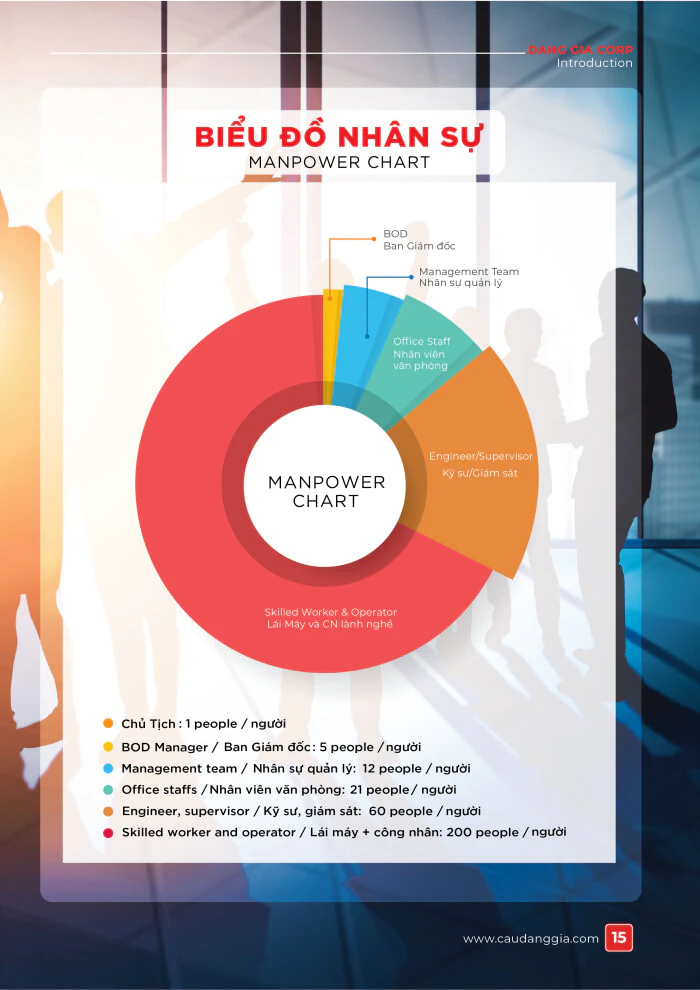 DANG GIA CORP
Introduction
BIỂU ĐỒ NHÂN SỰ
MANPOWER CHART
BOD
Ban Giám đốc
Management Team
Nhân sự quản lý
Office Staff
Nhân viên
văn phòng
Engineer/Supervisor
Kỹ sư/Giám sát
MANPOWER
CHART
Skilled Worker & Operator
Lái Máy và CN lành nghề
Chủ Tịch : 1 people / người
BOD Manager / Ban Giám đốc : 5 people / người
Management team / Nhân sự quản lý: 12 people / người
Office staffs / Nhân viên văn phòng: 21 people / người
Engineer, supervisor / Kỹ sư, giám sát: 60 people / người
Skilled worker and operator / Lái máy + công nhân: 200 people / người
www.caudanggia.com 15